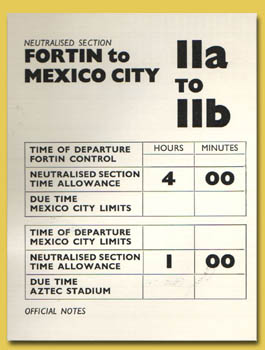 NEUTRALISED SECTION
FORTIN to
MEXICO CITY
IIa
TO
IIb
HOURS MINUTES
TIME OF DEPARTURE
FORTIN CONTROL
NEUTRALISED SECTION
TIME ALLOWANCE
4 00
DUE TIME
MEXICO CITY LIMITS
TIME OF DEPARTURE
MEXICO CITY LIMITS
NEUTRALISED SECTION
TIME ALLOWANCE
1 00
DUE TIME
AZTEC STADIUM
OFFICIAL NOTES